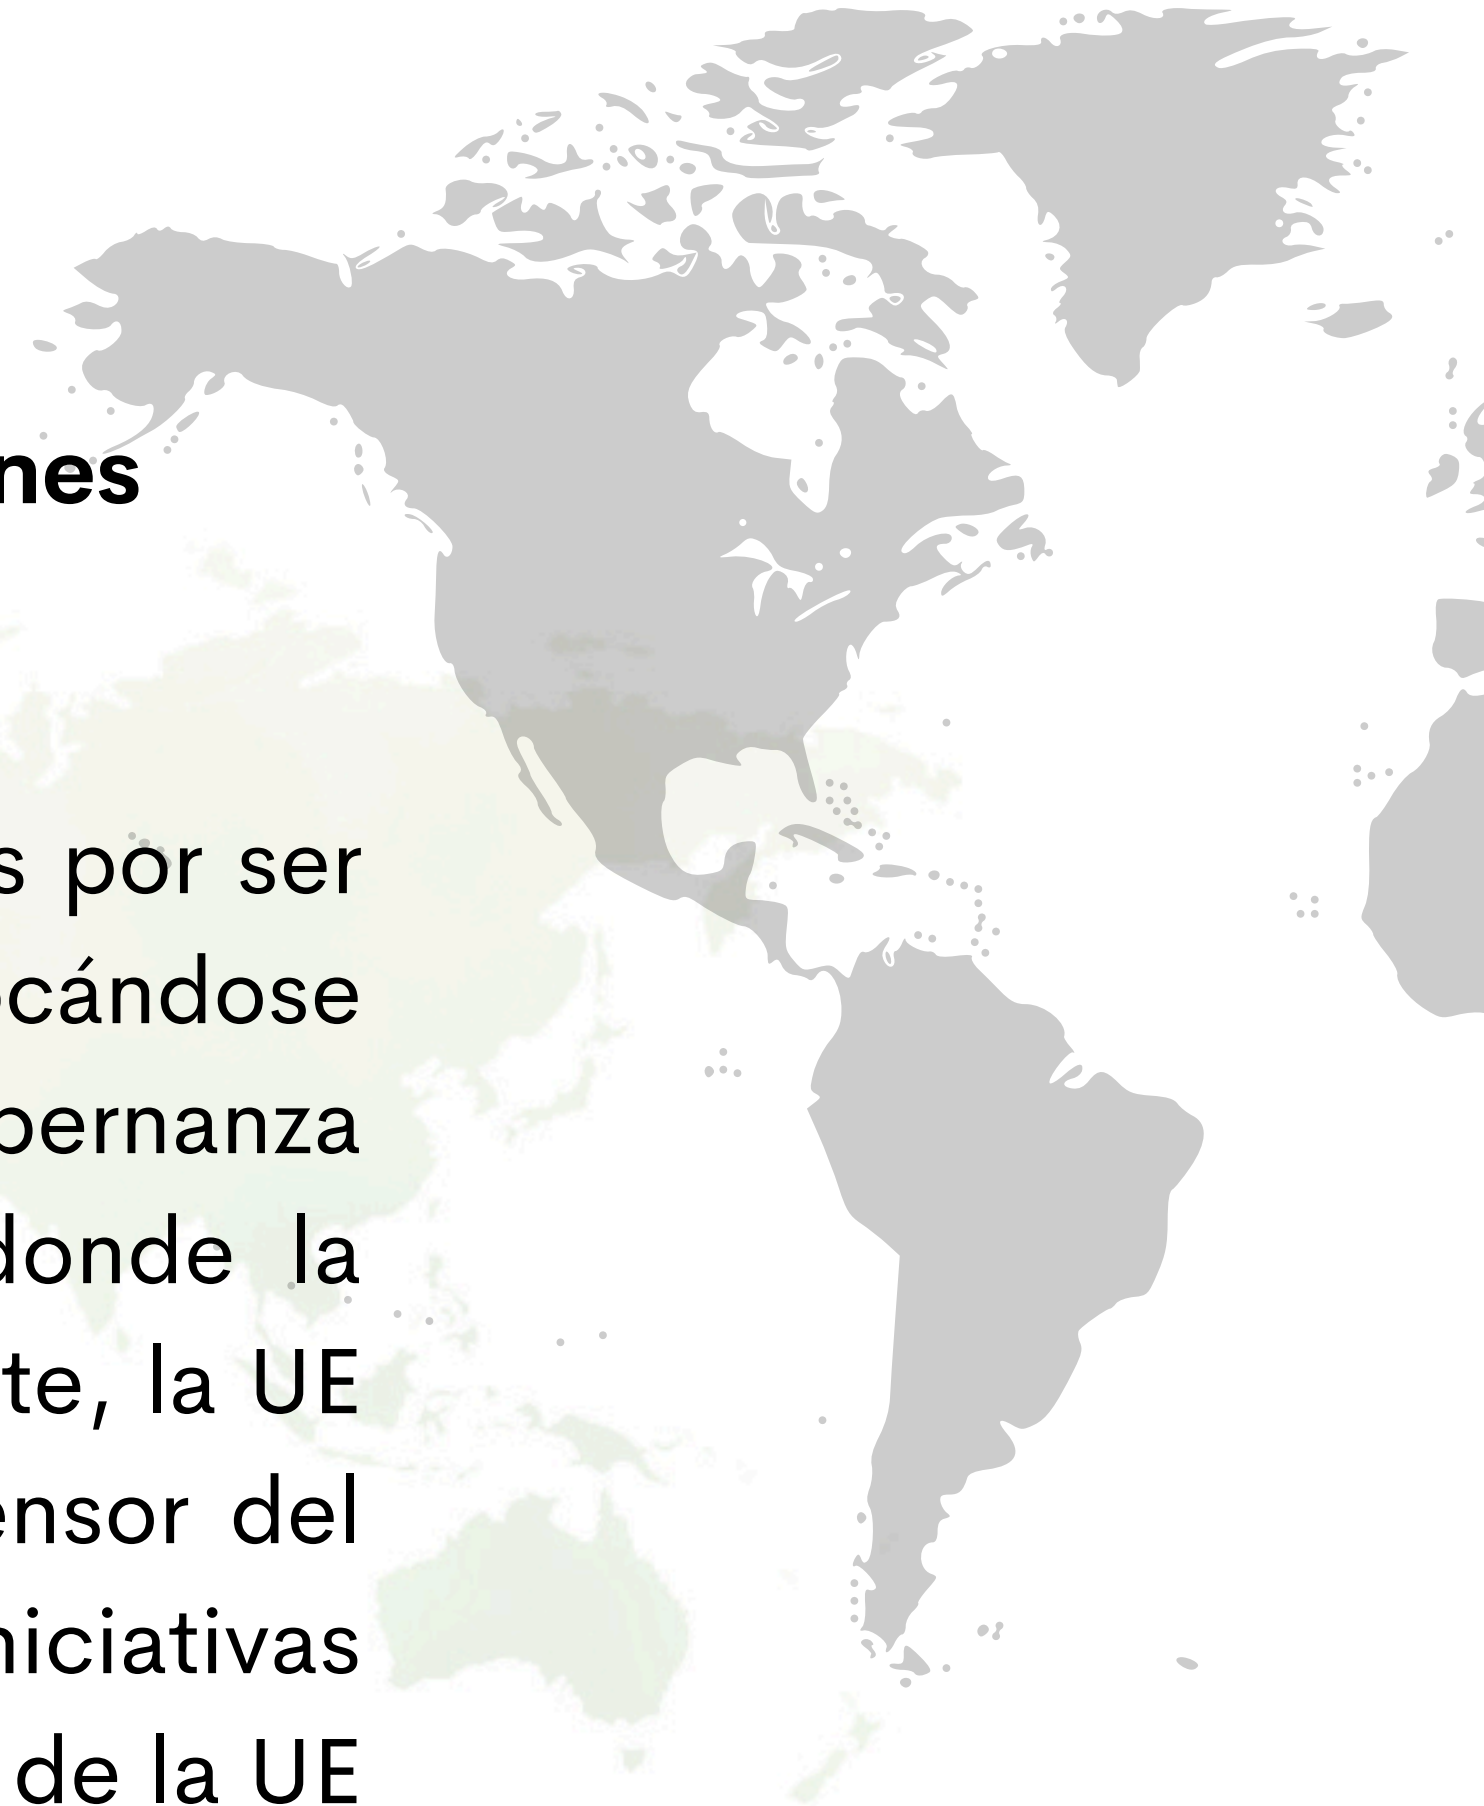 nes
s por ser
cándose
bernanza
donde la
te, la UE
ensor del
niciativas
de la UE